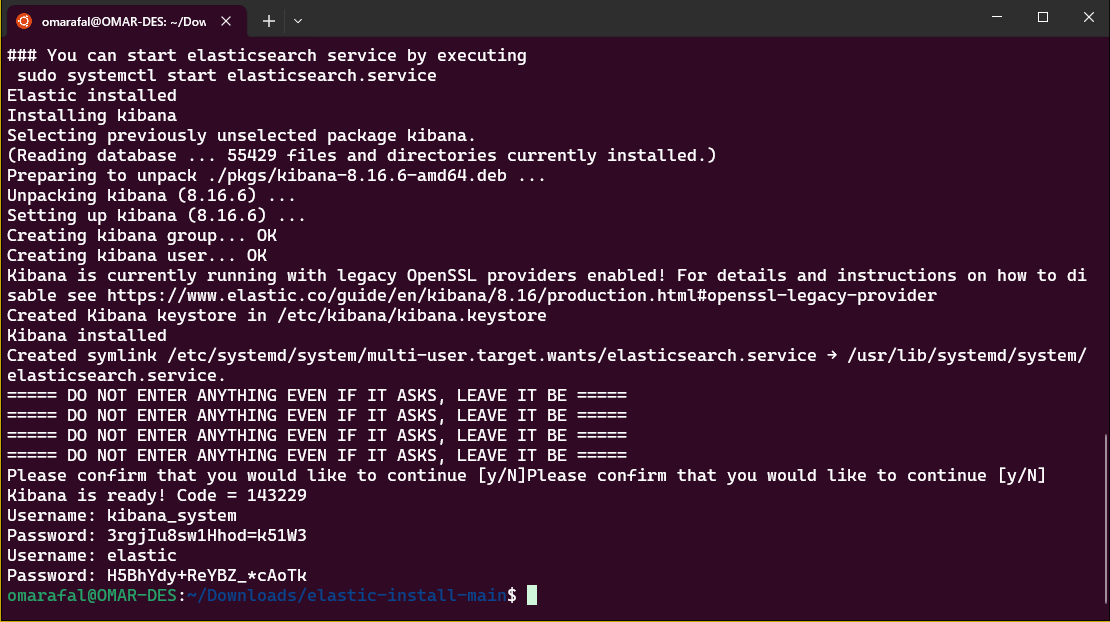 omarafal@OMAR-DES: ~/Dow
### You can start elasticsearch service by executing
 sudo systemctl start elasticsearch.service
Elastic installed
Installing kibana
Selecting previously unselected package kibana.
(Reading database ... 55429 files and directories currently installed.)
Preparing to unpack ./pkgs/kibana-8.16.6-amd64.deb ...
Unpacking kibana (8.16.6) ...
Setting up kibana (8.16.6) ...
Creating kibana group... OK
Creating kibana user... OK
Kibana is currently running with legacy OpenSSL providers enabled! For details and instructions on how to di
sable see https://www.elastic.co/guide/en/kibana/8.16/production.html#openssl-legacy-provider
Created Kibana keystore in /etc/kibana/kibana.keystore
Kibana installed
Created symlink /etc/systemd/system/multi-user.target.wants/elasticsearch.service → /usr/lib/systemd/system/
elasticsearch.service.
===== DO NOT ENTER ANYTHING EVEN IF IT ASKS, LEAVE IT BE =====
===== DO NOT ENTER ANYTHING EVEN IF IT ASKS, LEAVE IT BE =====
===== DO NOT ENTER ANYTHING EVEN IF IT ASKS, LEAVE IT BE =====
===== DO NOT ENTER ANYTHING EVEN IF IT ASKS, LEAVE IT BE =====
Please confirm that you would like to continue [y/N]Please confirm that you would like to continue [y/N]
Kibana is ready! Code = 143229
Username: kibana_system
Password: 3rgjIu8sw1Hhod=k51W3
Username: elastic
Password: H5BhYdy+ReYBZ_*cAoTk
omarafal@OMAR-DES:~/Downloads/elastic-install-main$